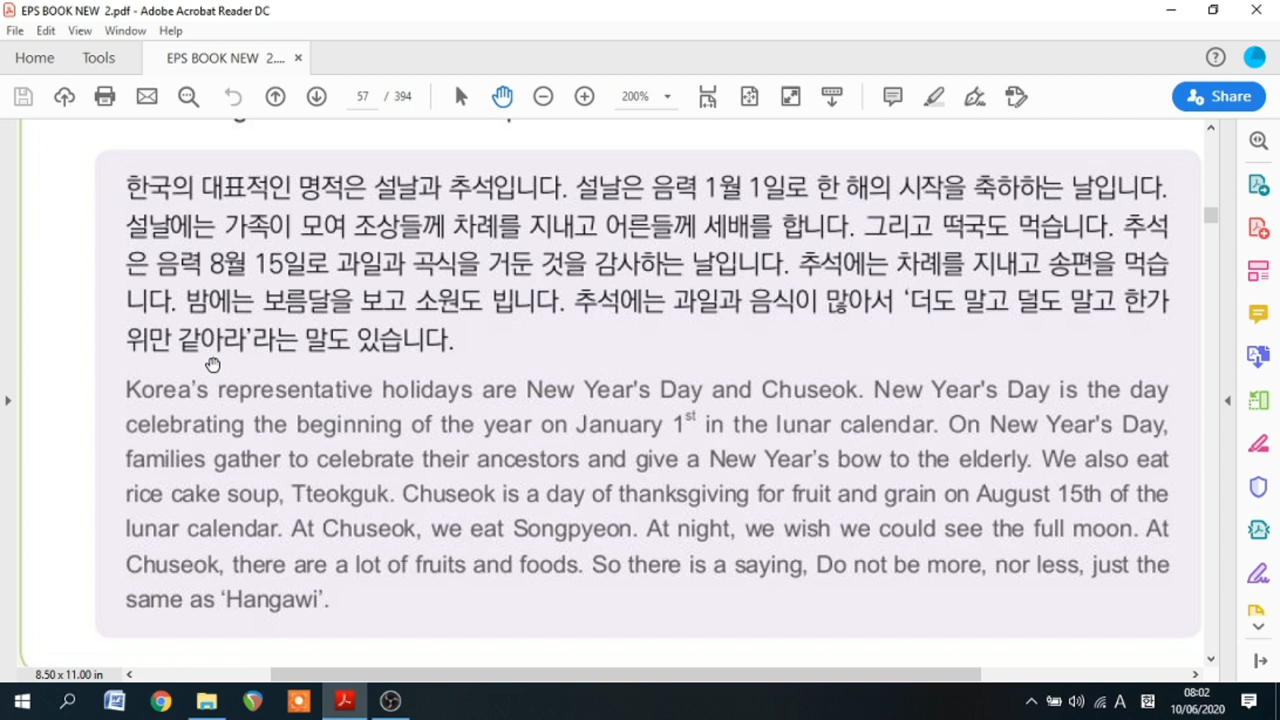 EPS BOOK NEW 2.pdf - Adobe Acrobat Reader DC
File Edit View Window Help
Home Tools EPS BOOK NEW 2.... ×
57 / 394 200% Share
한국의 대표적인 명적은 설날과 추석입니다. 설날은 음력 1월 1일로 한 해의 시작을 축하하는 날입니다.
설날에는 가족이 모여 조상들께 차례를 지내고 어른들께 세배를 합니다. 그리고 떡국도 먹습니다. 추석
은 음력 8월 15일로 과일과 곡식을 거둔 것을 감사하는 날입니다. 추석에는 차례를 지내고 송편을 먹습
니다. 밤에는 보름달을 보고 소원도 빕니다. 추석에는 과일과 음식이 많아서 ‘더도 말고 덜도 말고 한가
위만 같아라’라는 말도 있습니다.
Korea’s representative holidays are New Year's Day and Chuseok. New Year's Day is the day
celebrating the beginning of the year on January 1st in the lunar calendar. On New Year's Day,
families gather to celebrate their ancestors and give a New Year’s bow to the elderly. We also eat
rice cake soup, Tteokguk. Chuseok is a day of thanksgiving for fruit and grain on August 15th of the
lunar calendar. At Chuseok, we eat Songpyeon. At night, we wish we could see the full moon. At
Chuseok, there are a lot of fruits and foods. So there is a saying, Do not be more, nor less, just the
same as ‘Hangawi’.
8.50 x 11.00 in
A 한 08:02
10/06/2020